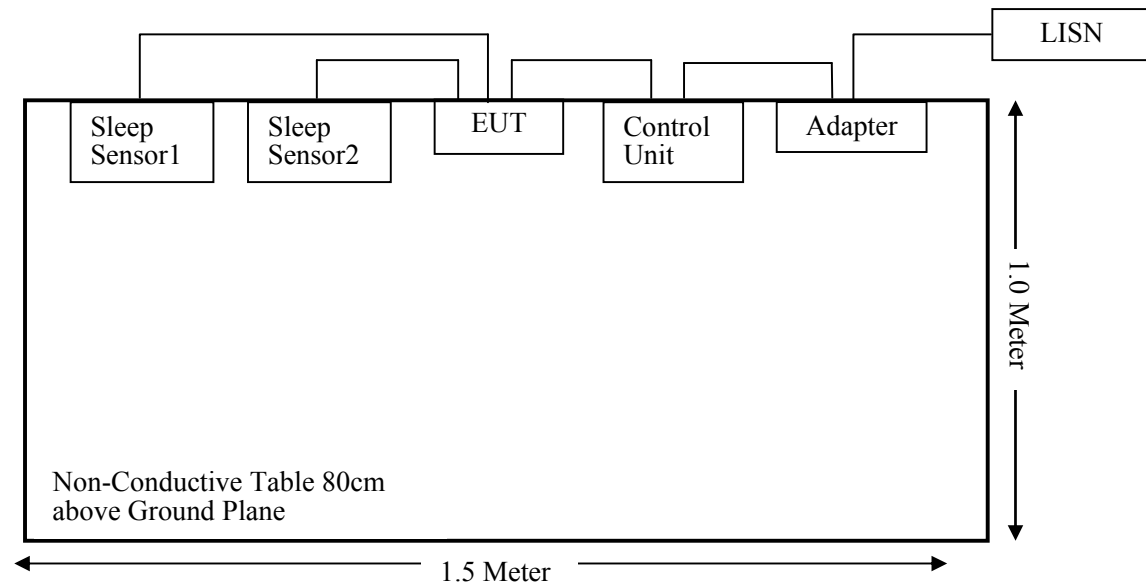 LISN
Sleep
Sensor1
Sleep
Sensor2
EUT
Control
Unit
Adapter
1.0 Meter
Non-Conductive Table 80cm
above Ground Plane
1.5 Meter